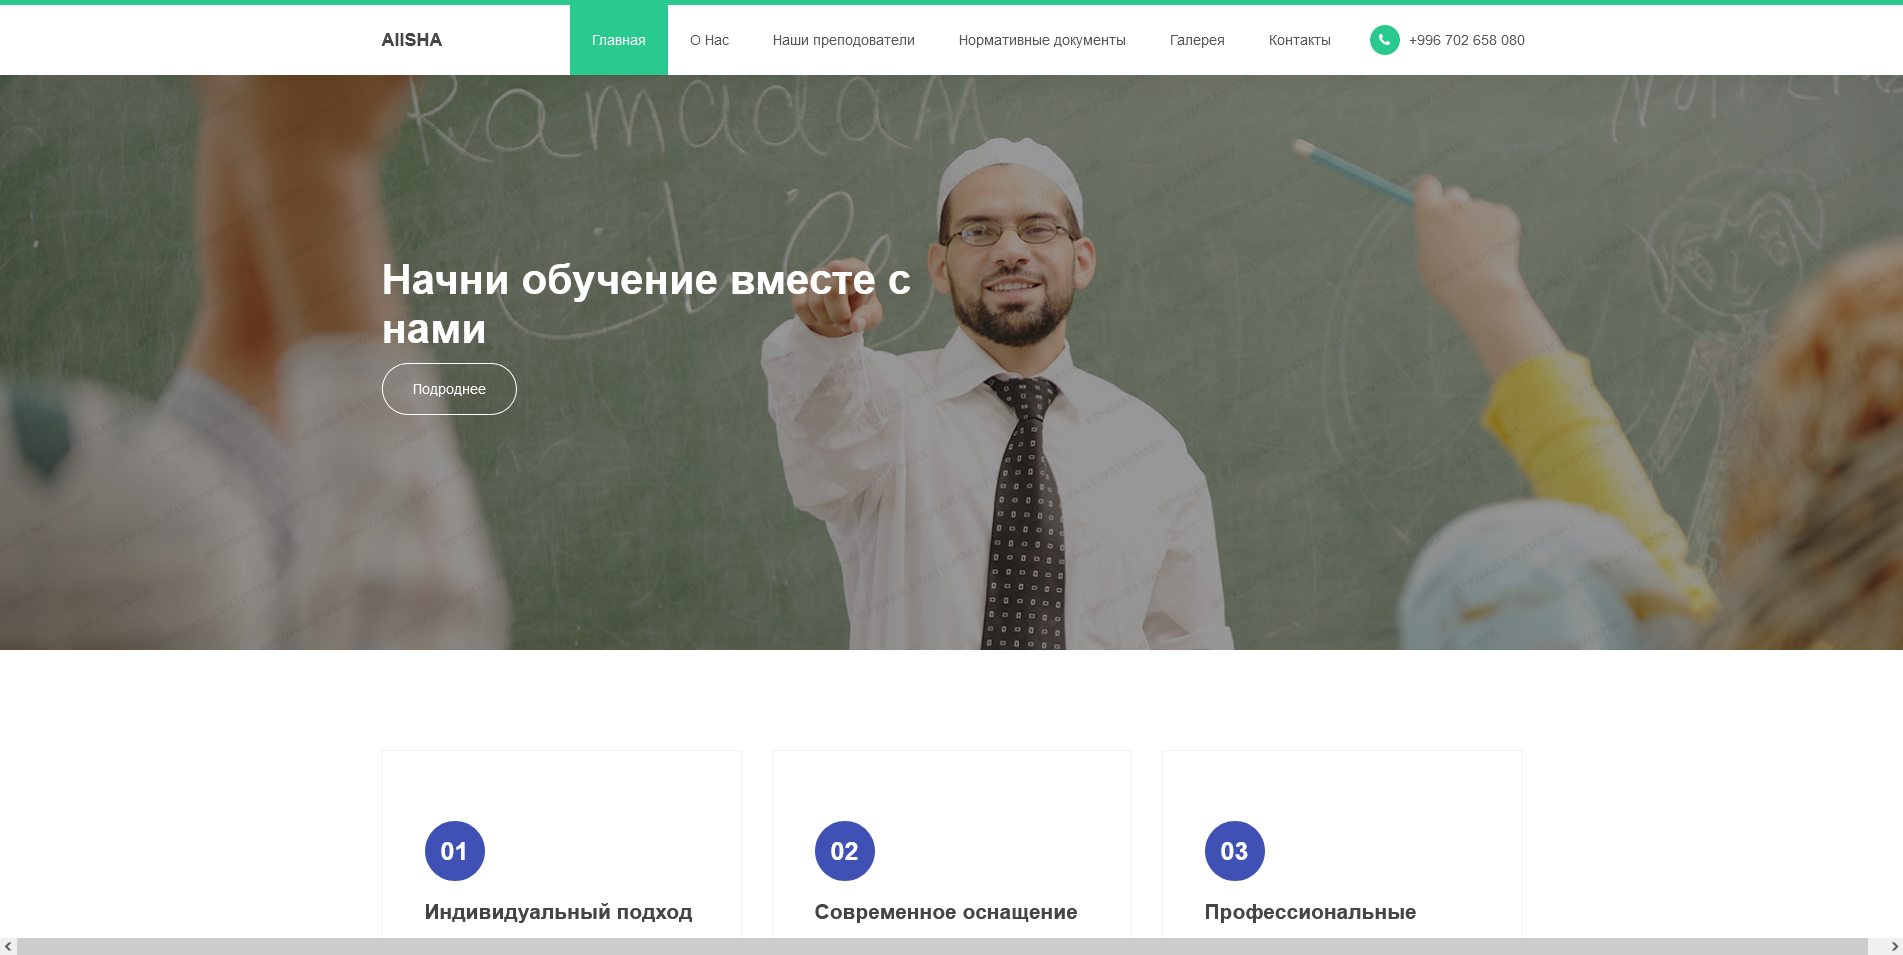 AIISHA
Главная
О Нас
Наши преподователи
Нормативные документы
Галерея
Контакты
+996 702 658 080
Ramadam
Начни обучение вместе с
нами
Подроднее
01
02
03
Индивидуальный подход
Современное оснащение
Профессиональные